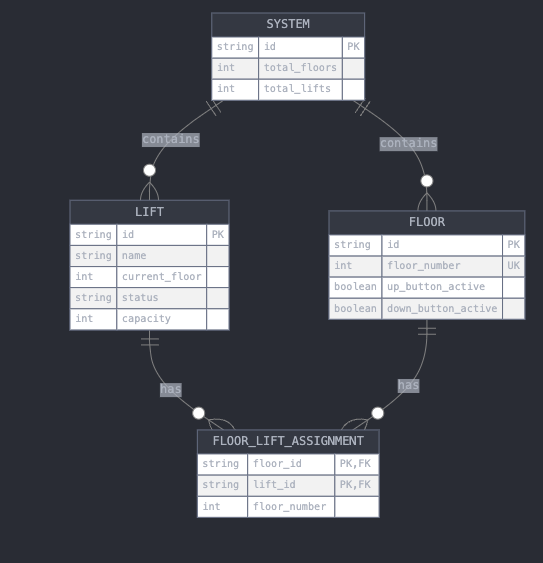 SYSTEM
string id PK
int total_floors
int total_lifts
contains
contains
LIFT
string id PK
string name
int current_floor
string status
int capacity
FLOOR
string id PK
int floor_number UK
boolean up_button_active
boolean down_button_active
has
has
FLOOR_LIFT_ASSIGNMENT
string floor_id PK,FK
string lift_id PK,FK
int floor_number